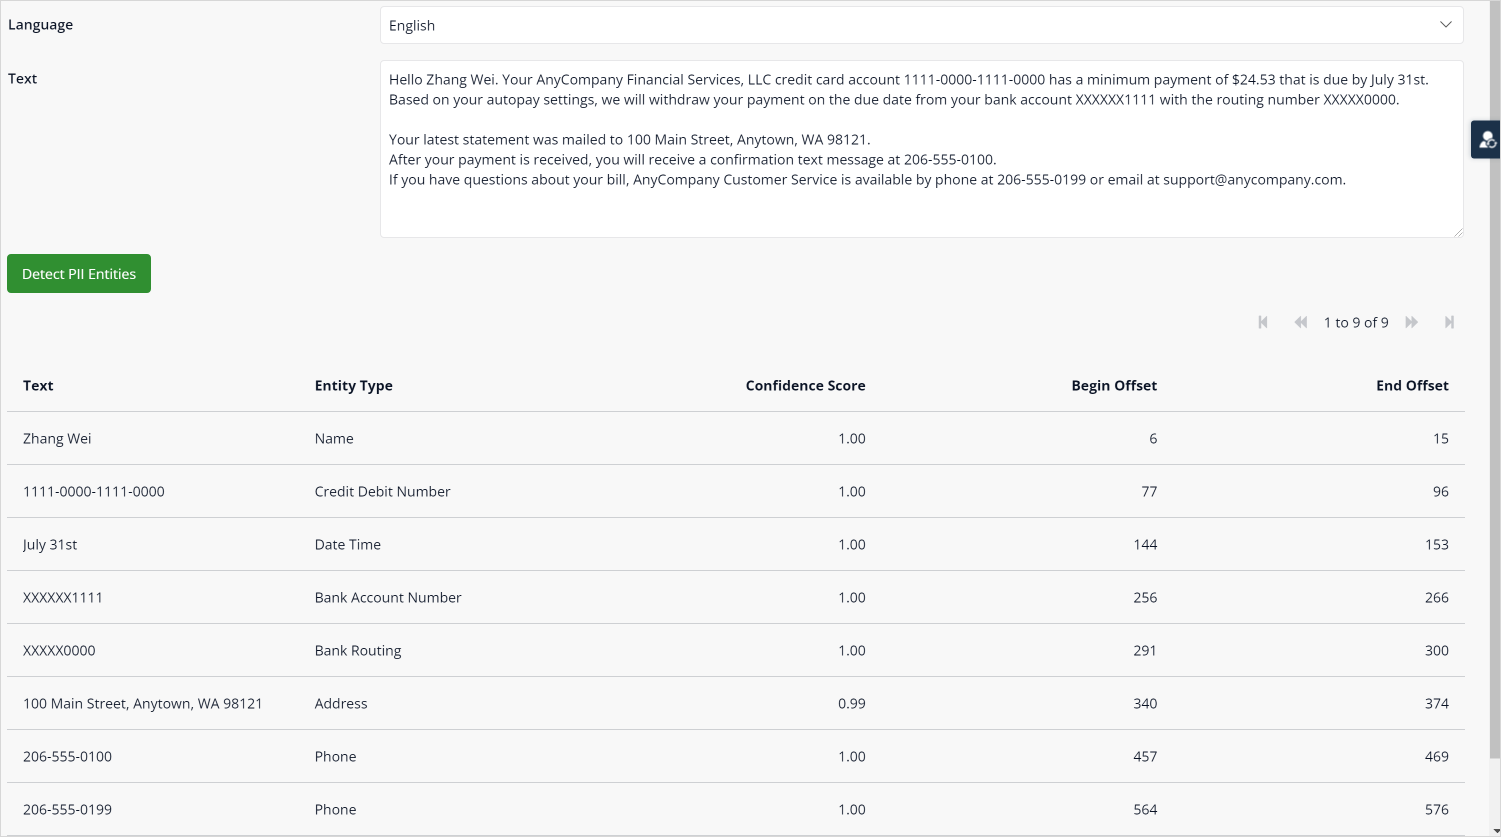 Language
English
Text
Hello Zhang Wei. Your AnyCompany Financial Services, LLC credit card account 1111-0000-1111-0000 has a minimum payment of $24.53 that is due by July 31st.
Based on your autopay settings, we will withdraw your payment on the due date from your bank account XXXXXX1111 with the routing number XXXXX0000.
Your latest statement was mailed to 100 Main Street, Anytown, WA 98121.
After your payment is received, you will receive a confirmation text message at 206-555-0100.
If you have questions about your bill, AnyCompany Customer Service is available by phone at 206-555-0199 or email at support@anycompany.com.
Detect PII Entities
1 to 9 of 9
Text Entity Type Confidence Score Begin Offset End Offset
Zhang Wei Name 1.00 6 15
1111-0000-1111-0000 Credit Debit Number 1.00 77 96
July 31st Date Time 1.00 144 153
XXXXXX1111 Bank Account Number 1.00 256 266
XXXXX0000 Bank Routing 1.00 291 300
100 Main Street, Anytown, WA 98121 Address 0.99 340 374
206-555-0100 Phone 1.00 457 469
206-555-0199 Phone 1.00 564 576